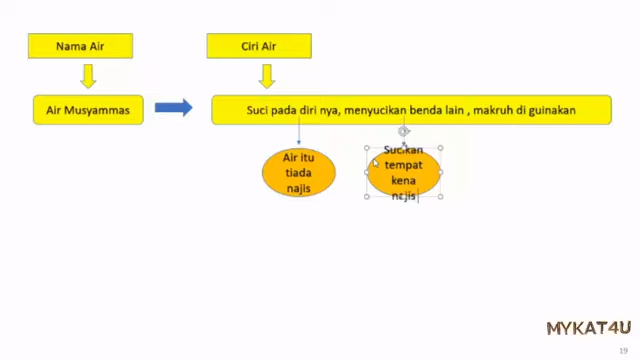 Nama Air
Ciri Air
Air Musyammas
Suci pada diri nya, menyucikan benda lain , makruh di guinakan
Air itu
tiada
najis
Sucikan
tempat
kena
najis
MYKAT4U
19